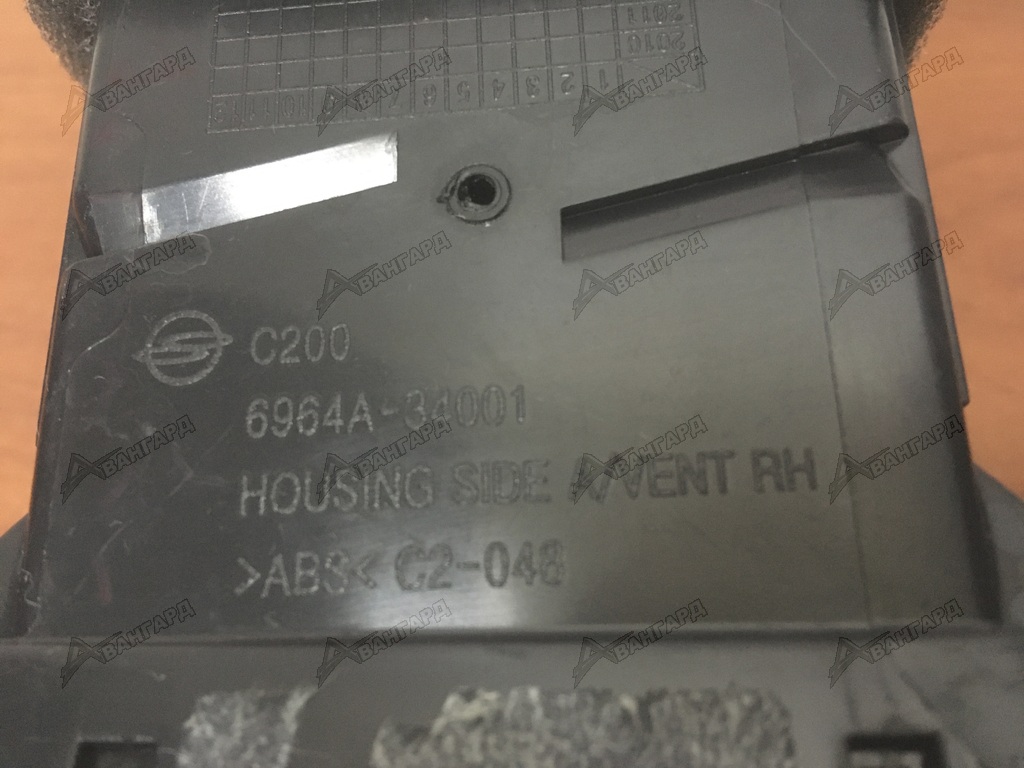 2011
2010
1 2 3 4 5 6 7
C200
6964A-34001
HOUSING SIDE A/VENT RH
>ABS< C2-048
АВАНГАРД